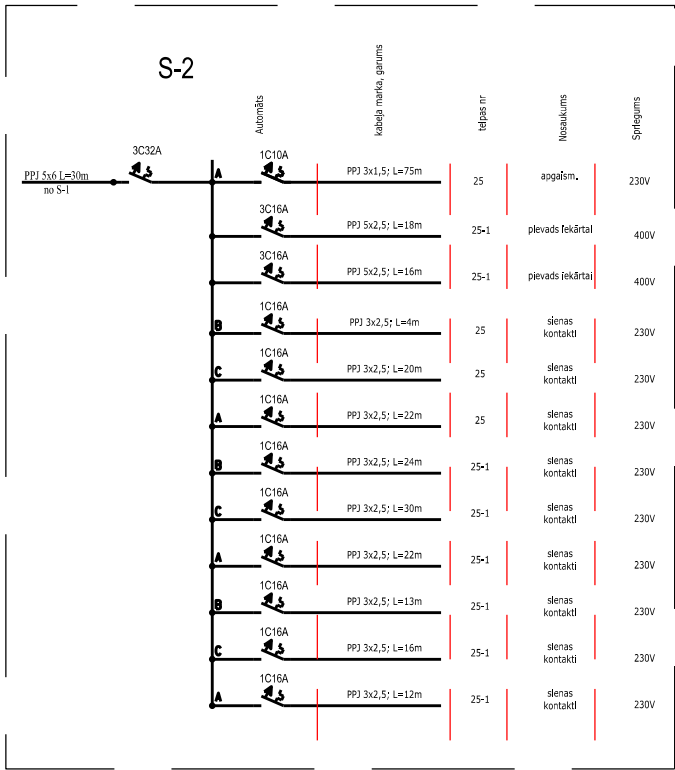 S-2
Automāts
kabeļa marka, garums
telpas nr
Nosaukums
Spriegums
PPJ 5x6 L=30m
no S-1
3C32A
A 1C10A PPJ 3x1,5; L=75m 25 apgaism. 230V
3C16A PPJ 5x2,5; L=18m 25-1 pievads iekārtai 400V
3C16A PPJ 5x2,5; L=16m 25-1 pievads iekārtai 400V
B 1C16A PPJ 3x2,5; L=4m 25 sienas
kontakti 230V
C 1C16A PPJ 3x2,5; L=20m 25 sienas
kontakti 230V
A 1C16A PPJ 3x2,5; L=22m 25 sienas
kontakti 230V
B 1C16A PPJ 3x2,5; L=24m 25-1 sienas
kontakti 230V
C 1C16A PPJ 3x2,5; L=30m 25-1 sienas
kontakti 230V
A 1C16A PPJ 3x2,5; L=22m 25-1 sienas
kontakti 230V
B 1C16A PPJ 3x2,5; L=13m 25-1 sienas
kontakti 230V
C 1C16A PPJ 3x2,5; L=16m 25-1 sienas
kontakti 230V
A 1C16A PPJ 3x2,5; L=12m 25-1 sienas
kontakti 230V